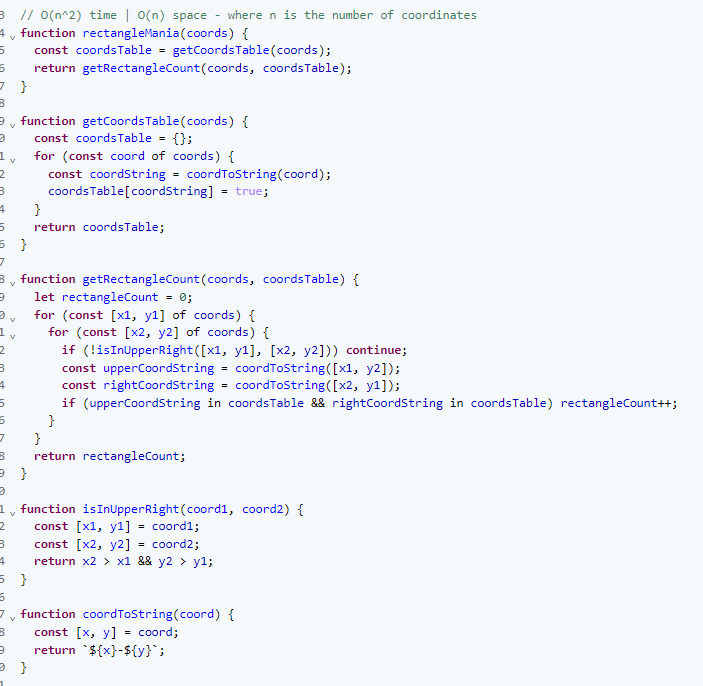 3 // O(n^2) time | O(n) space - where n is the number of coordinates
4 function rectangleMania(coords) {
5   const coordsTable = getCoordsTable(coords);
6   return getRectangleCount(coords, coordsTable);
7 }
8
9 function getCoordsTable(coords) {
0   const coordsTable = {};
1   for (const coord of coords) {
2     const coordString = coordToString(coord);
3     coordsTable[coordString] = true;
4   }
5   return coordsTable;
6 }
7
8 function getRectangleCount(coords, coordsTable) {
9   let rectangleCount = 0;
0   for (const [x1, y1] of coords) {
1     for (const [x2, y2] of coords) {
2       if (!isInUpperRight([x1, y1], [x2, y2])) continue;
3       const upperCoordString = coordToString([x1, y2]);
4       const rightCoordString = coordToString([x2, y1]);
5       if (upperCoordString in coordsTable && rightCoordString in coordsTable) rectangleCount++;
6     }
7   }
8   return rectangleCount;
9 }
0
1 function isInUpperRight(coord1, coord2) {
2   const [x1, y1] = coord1;
3   const [x2, y2] = coord2;
4   return x2 > x1 && y2 > y1;
5 }
6
7 function coordToString(coord) {
8   const [x, y] = coord;
9   return `${x}-${y}`;
0 }
1